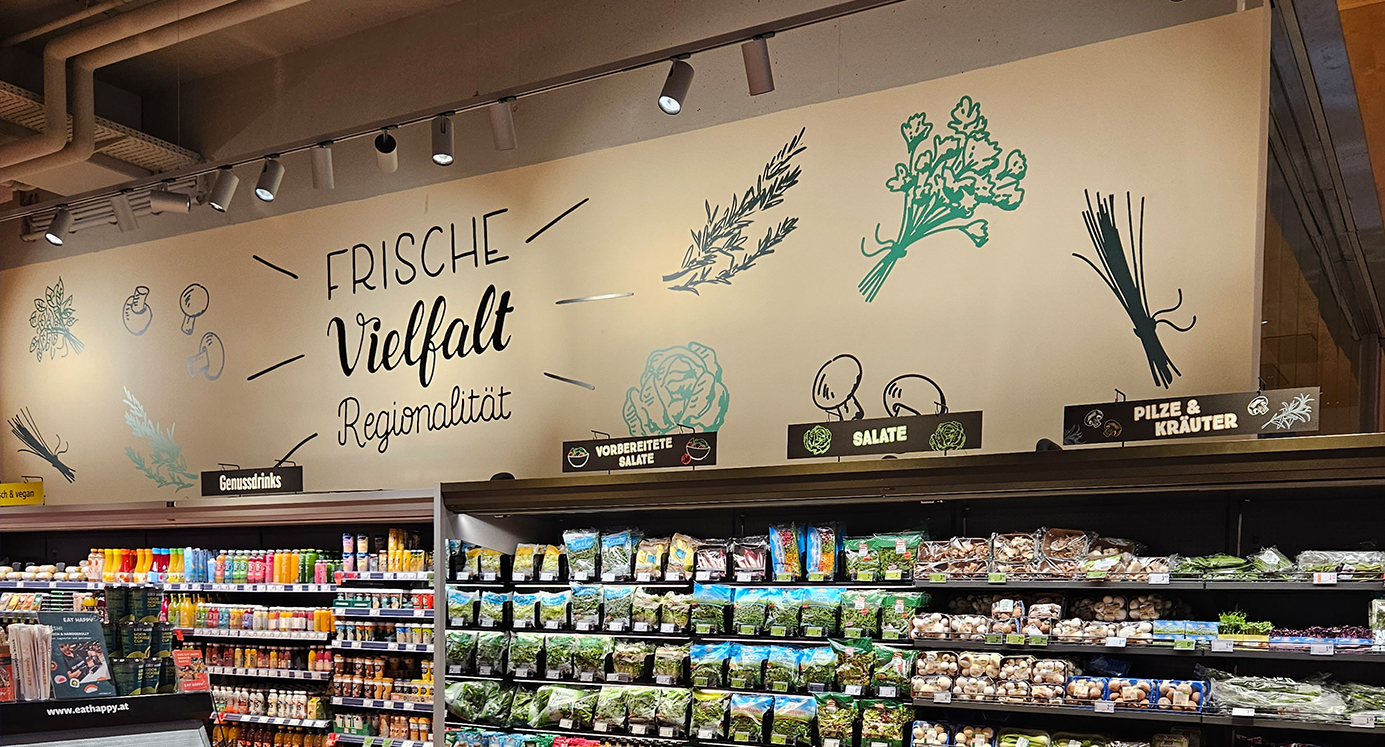 FRISCHE
Vielfalt
Regionalität
ch & vegan
Genussdrinks
VORBEREITETE
SALATE
SALATE
PILZE &
KRÄUTER
EAT HAPPY
www.eathappy.at